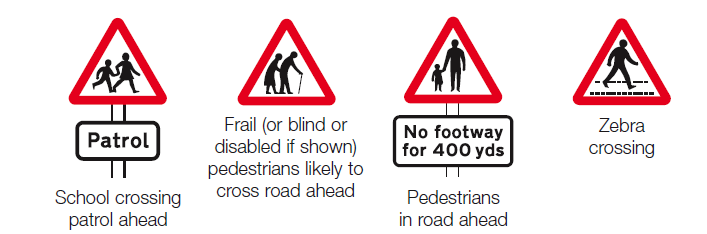 Patrol
School crossing
patrol ahead
Frail (or blind or
disabled if shown)
pedestrians likely to
cross road ahead
No footway
for 400 yds
Pedestrians
in road ahead
Zebra
crossing